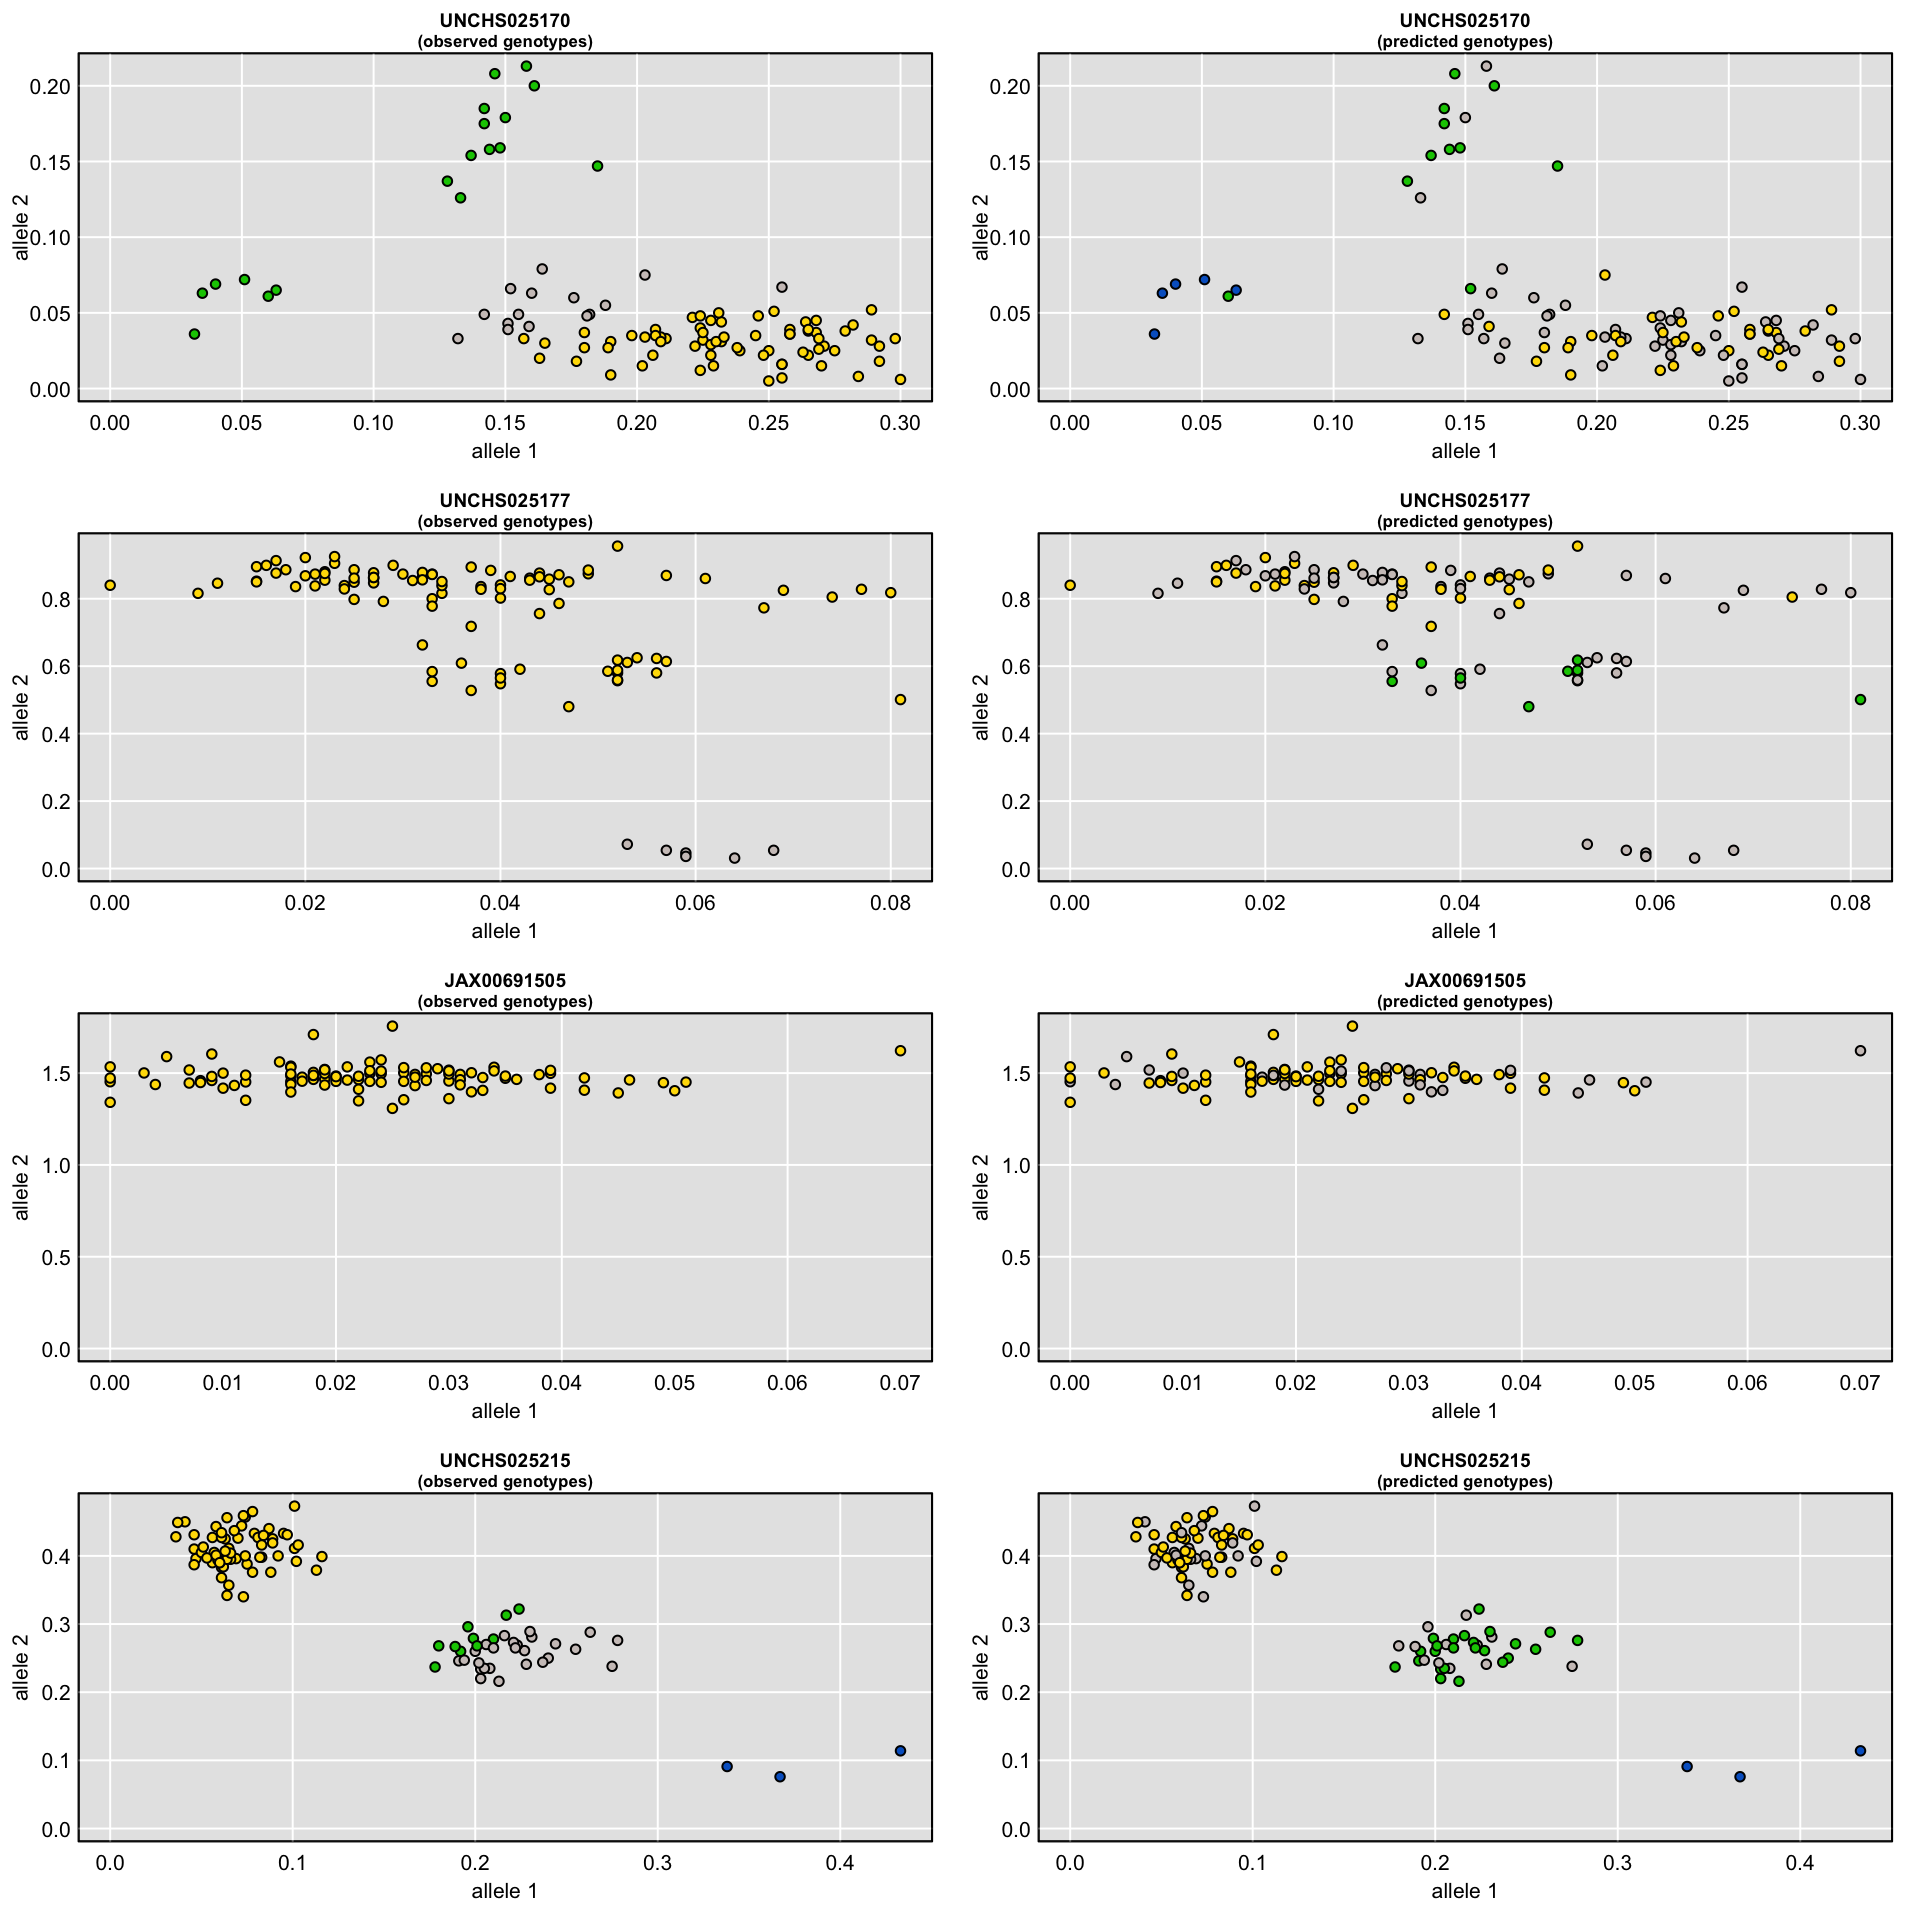 UNCHS025170
(observed genotypes)
allele 2
0.20
0.15
0.10
0.05
0.00
0.00 0.05 0.10 0.15 0.20 0.25 0.30
allele 1
UNCHS025170
(predicted genotypes)
allele 2
0.20
0.15
0.10
0.05
0.00
0.00 0.05 0.10 0.15 0.20 0.25 0.30
allele 1
UNCHS025177
(observed genotypes)
allele 2
0.8
0.6
0.4
0.2
0.0
0.00 0.02 0.04 0.06 0.08
allele 1
UNCHS025177
(predicted genotypes)
allele 2
0.8
0.6
0.4
0.2
0.0
0.00 0.02 0.04 0.06 0.08
allele 1
JAX00691505
(observed genotypes)
allele 2
1.5
1.0
0.5
0.0
0.00 0.01 0.02 0.03 0.04 0.05 0.06 0.07
allele 1
JAX00691505
(predicted genotypes)
allele 2
1.5
1.0
0.5
0.0
0.00 0.01 0.02 0.03 0.04 0.05 0.06 0.07
allele 1
UNCHS025215
(observed genotypes)
allele 2
0.4
0.3
0.2
0.1
0.0
0.0 0.1 0.2 0.3 0.4
allele 1
UNCHS025215
(predicted genotypes)
allele 2
0.4
0.3
0.2
0.1
0.0
0.0 0.1 0.2 0.3 0.4
allele 1